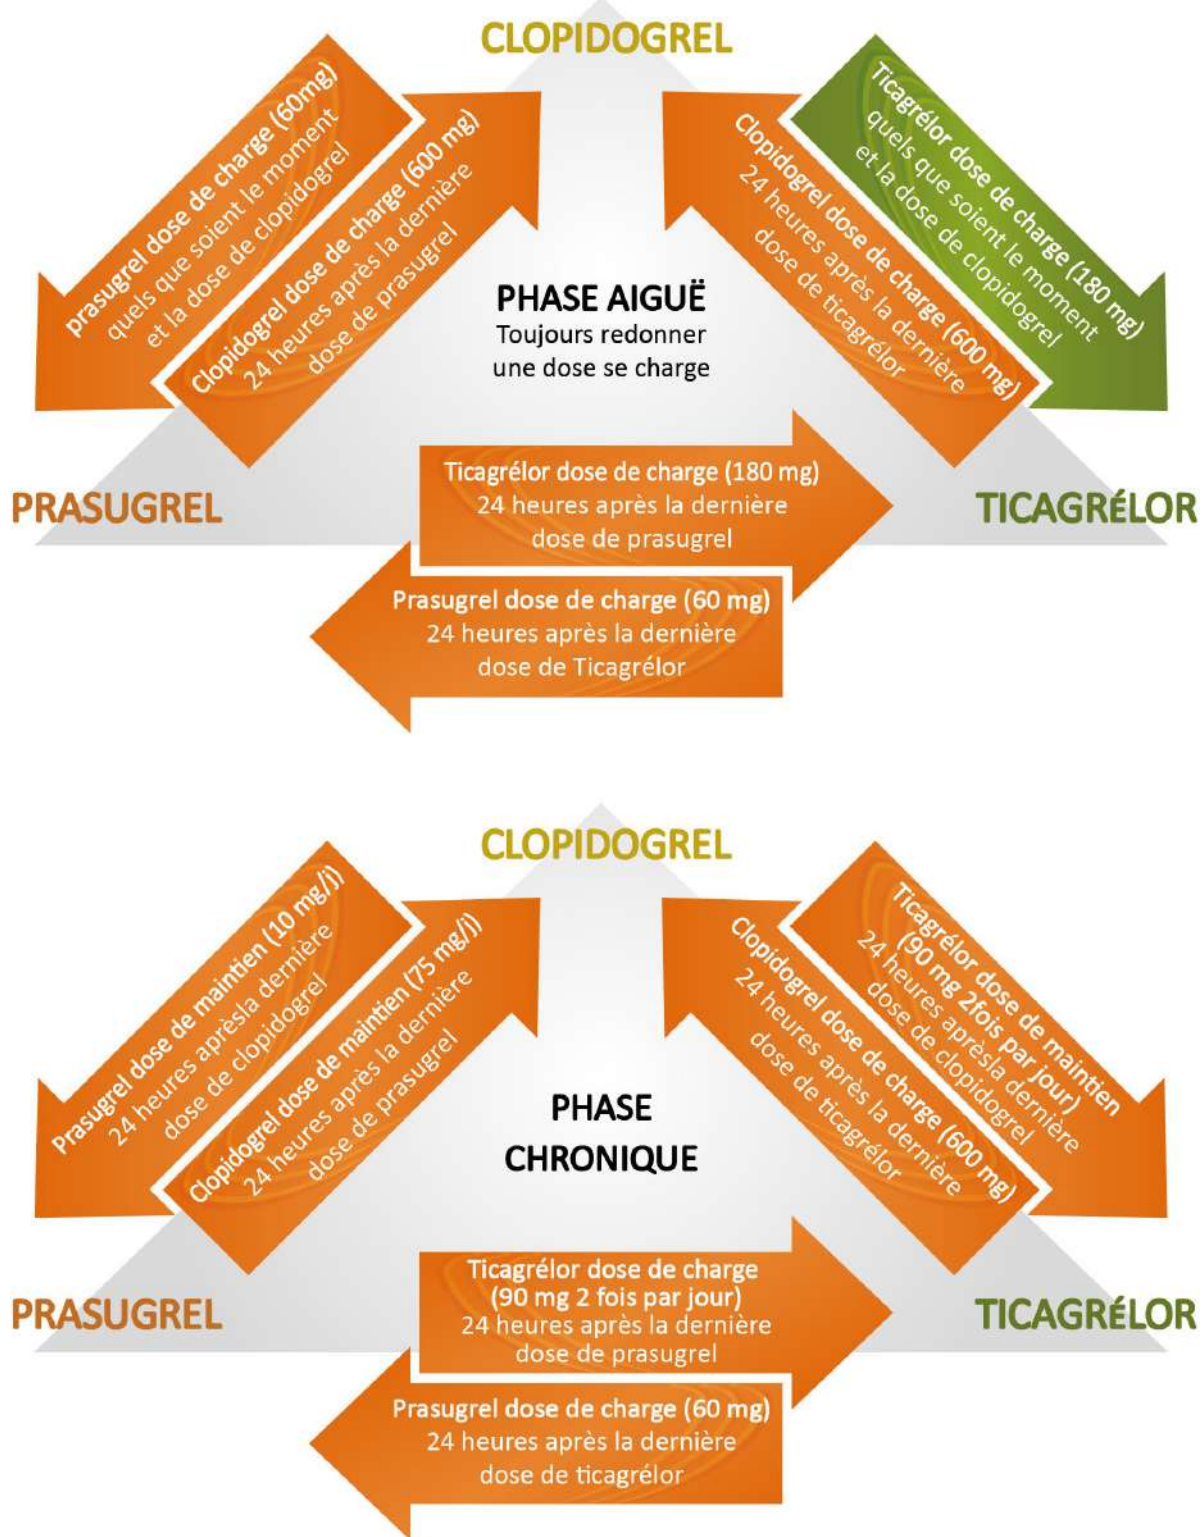 CLOPIDOGREL
prasugrel dose de charge (60mg)
quels que soient le moment
et la dose de clopidogrel
Clopidogrel dose de charge (600 mg)
24 heures après la dernière
dose de prasugrel
Clopidogrel dose de charge (600 mg)
24 heures après la dernière
dose de ticagrélor
Ticagrélor dose de charge (180 mg)
quels que soient le moment
et la dose de clopidogrel
PHASE AIGUË
Toujours redonner
une dose se charge
PRASUGREL
TICAGRÉLOR
Ticagrélor dose de charge (180 mg)
24 heures après la dernière
dose de prasugrel
Prasugrel dose de charge (60 mg)
24 heures après la dernière
dose de Ticagrélor
CLOPIDOGREL
Prasugrel dose de maintien (10 mg/j)
24 heures aprèsla dernière
dose de clopidogrel
Clopidogrel dose de maintien (75 mg/j)
24 heures après la dernière
dose de prasugrel
Clopidogrel dose de charge (600 mg)
24 heures après la dernière
dose de ticagrélor
Ticagrélor dose de maintien
(90 mg 2fois par jour)
24 heures aprèsla dernière
dose de clopidogrel
PHASE
CHRONIQUE
PRASUGREL
TICAGRÉLOR
Ticagrélor dose de charge
(90 mg 2 fois par jour)
24 heures après la dernière
dose de prasugrel
Prasugrel dose de charge (60 mg)
24 heures après la dernière
dose de ticagrélor